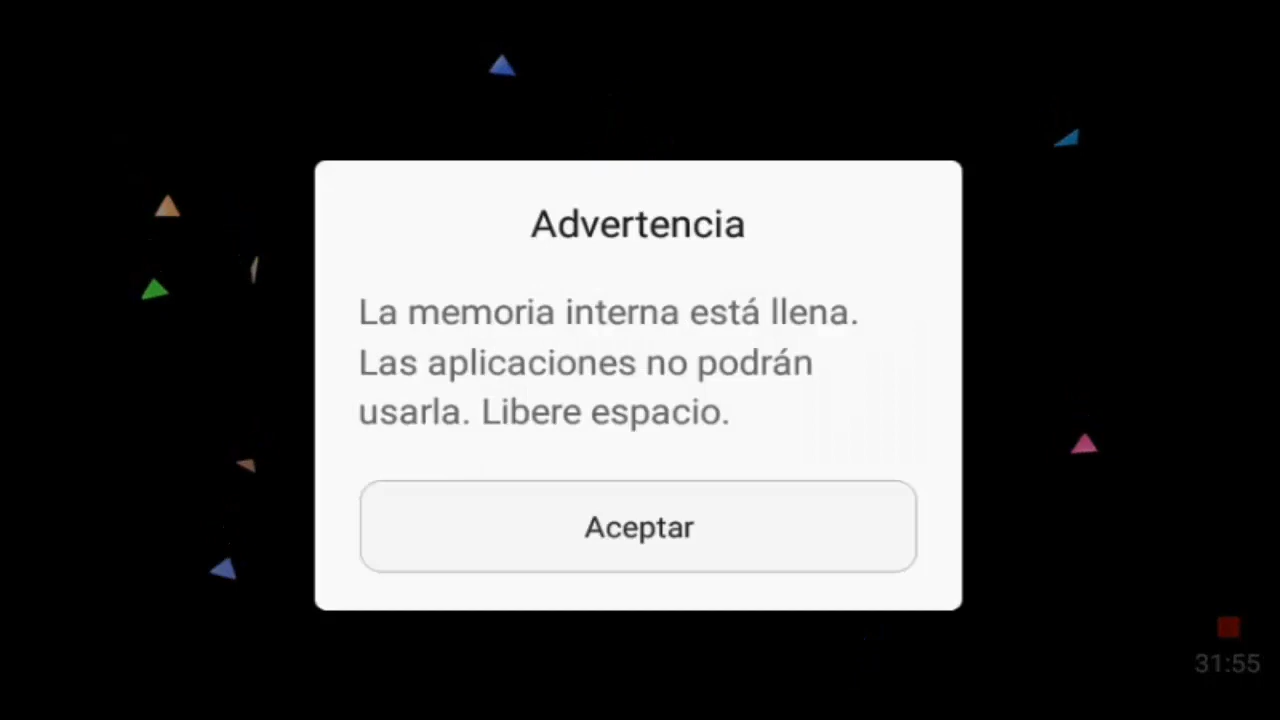 Advertencia
La memoria interna está llena.
Las aplicaciones no podrán
usarla. Libere espacio.
Aceptar
31:55